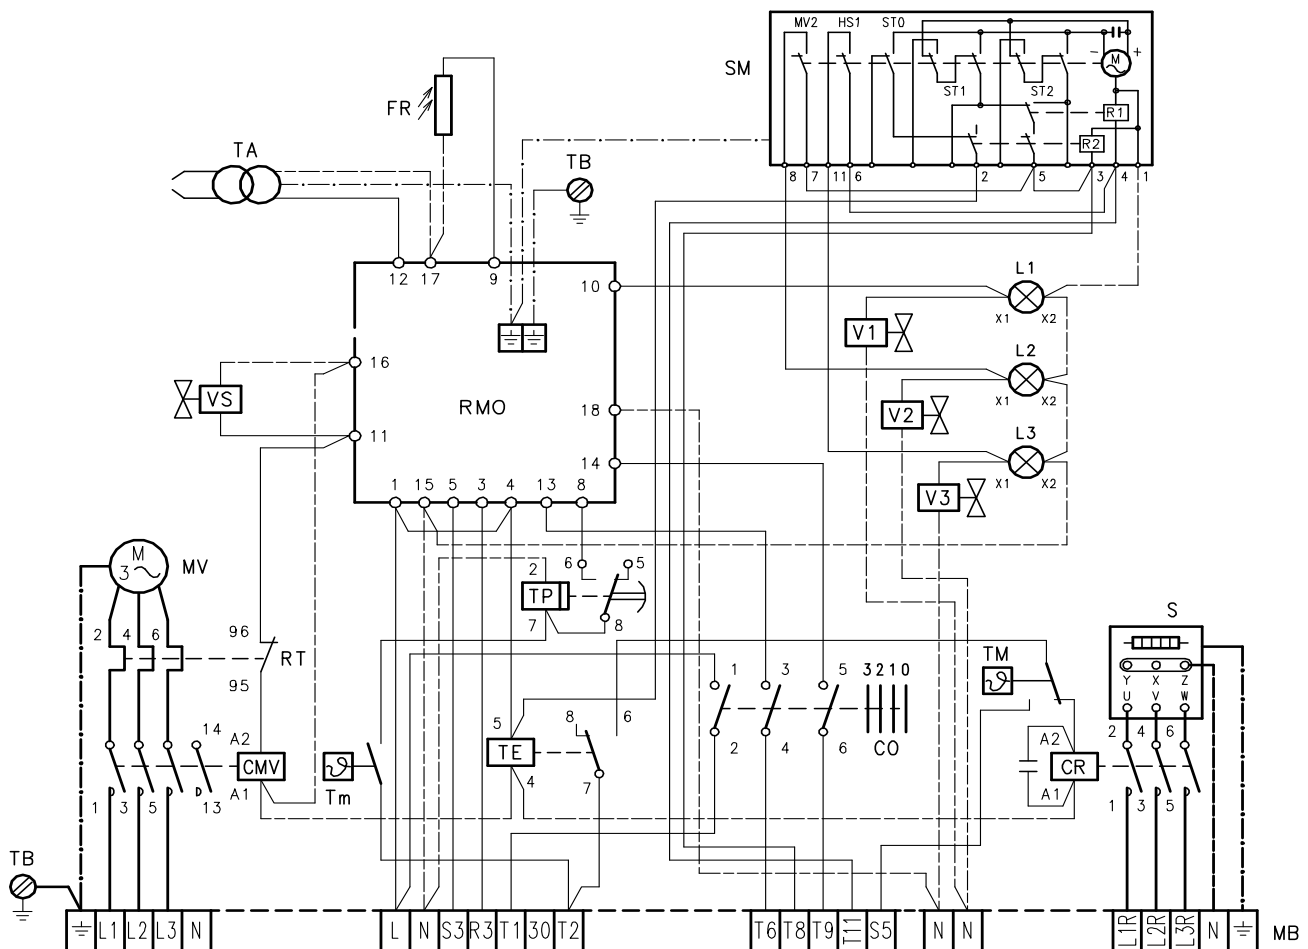 MV2 HS1 ST0
SM
M
- +
ST1 ST2
R1
R2
8 7 11 6 2 5 3 4 1
FR
TA
TB
12 17 9
10
16
RMO
18
11
14
1 15 5 3 4 13 8
VS
L1
X1 X2
V1
L2
X1 X2
V2
L3
X1 X2
V3
M
3
MV
2 4 6
96
RT
95
14 A2
CMV
1 3 5 13 A1
6 5
2
TP
7 8
Tm
5 8 6
TE
4 7
1 3 5 3 2 1 0
2 4 6 CO
TM
A2
CR
A1
S
Y X Z
U V W
2 4 6
1 3 5
TB
L1 L2 L3 N L N S3 R3 T1 30 T2 T6 T8 T9 T11 S5 N N L1R L2R L3R N MB